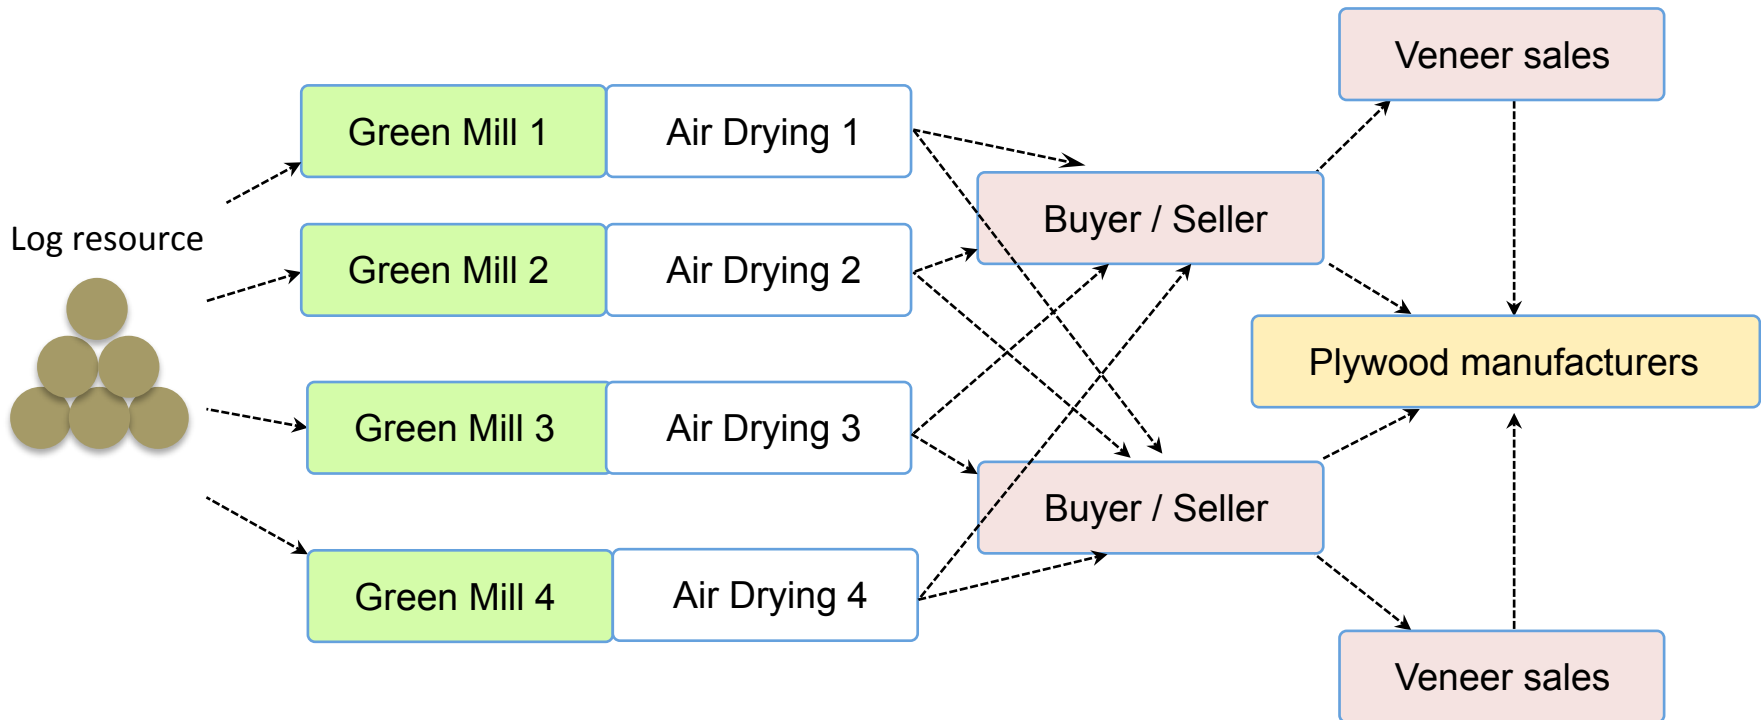 Veneer sales
Green Mill 1
Air Drying 1
Buyer / Seller
Log resource
Green Mill 2
Air Drying 2
Plywood manufacturers
Green Mill 3
Air Drying 3
Buyer / Seller
Green Mill 4
Air Drying 4
Veneer sales